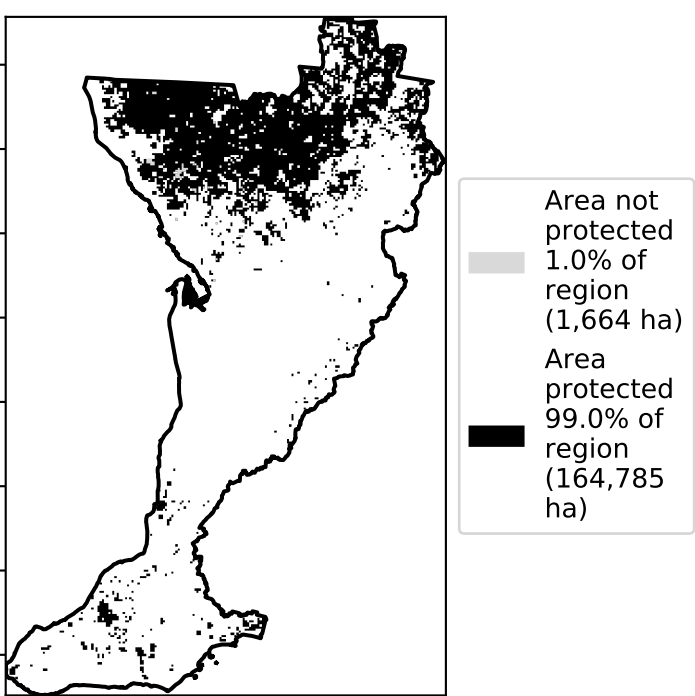 Area not
protected
1.0% of
region
(1,664 ha)
Area
protected
99.0% of
region
(164,785
ha)